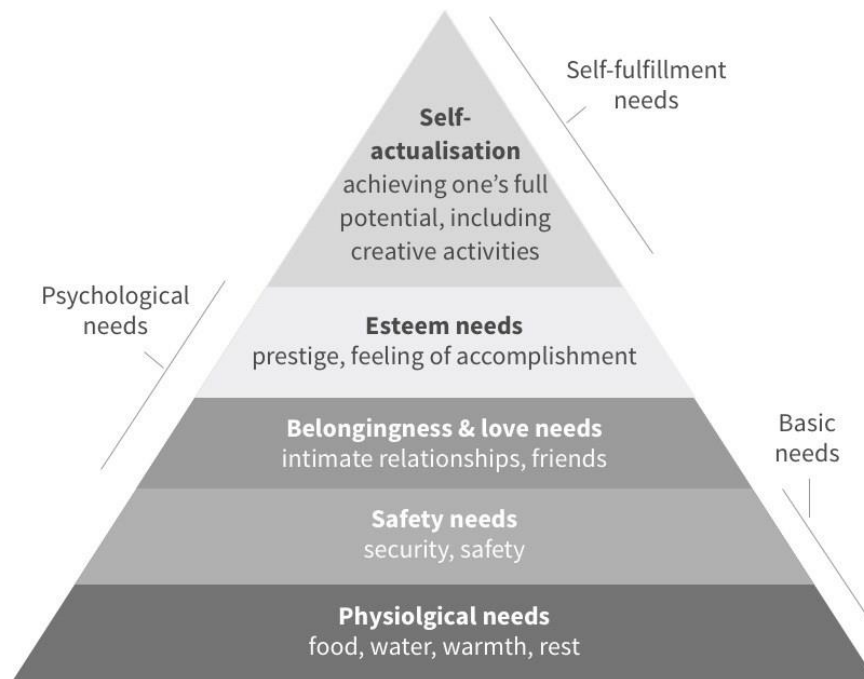 Self-fulfillment
needs
Self-
actualisation
achieving one’s full
potential, including
creative activities
Psychological
needs
Esteem needs
prestige, feeling of accomplishment
Belongingness & love needs
intimate relationships, friends
Basic
needs
Safety needs
security, safety
Physiolgical needs
food, water, warmth, rest